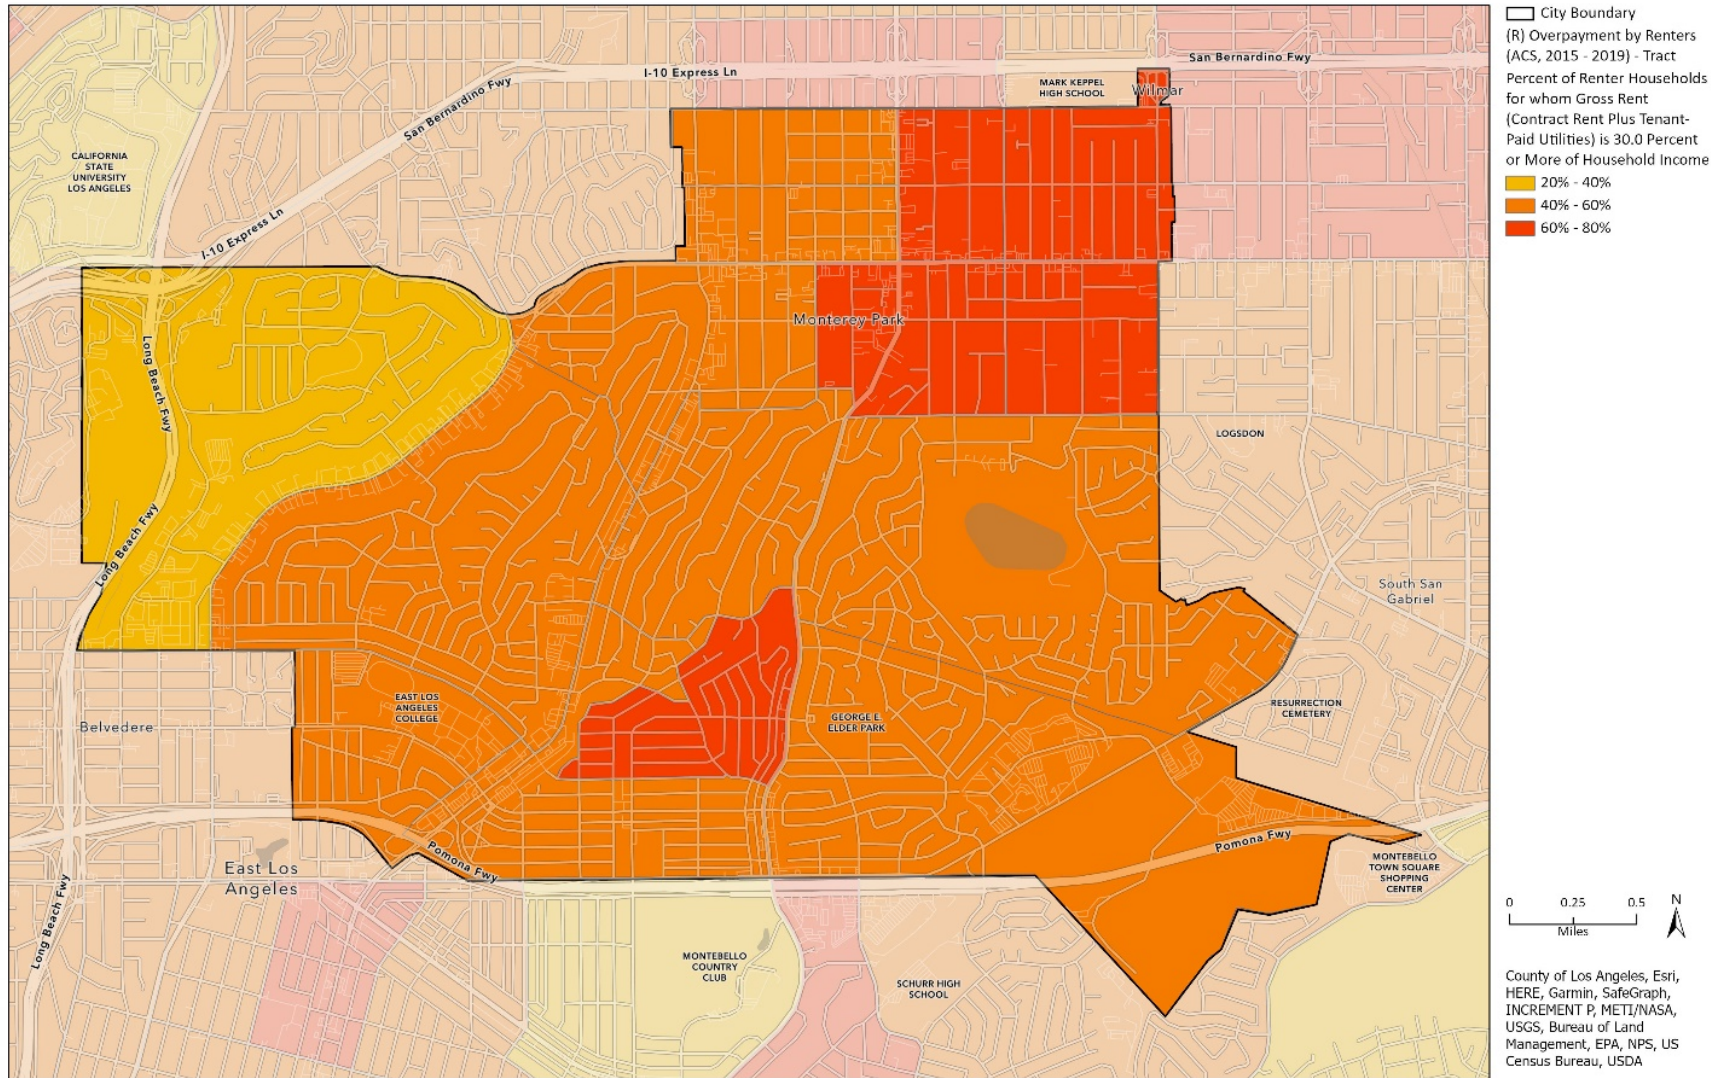 City Boundary
(R) Overpayment by Renters
(ACS, 2015 - 2019) - Tract
Percent of Renter Households
for whom Gross Rent
(Contract Rent Plus Tenant-
Paid Utilities) is 30.0 Percent
or More of Household Income
20% - 40%
40% - 60%
60% - 80%
San Bernardino Fwy
I-10 Express Ln
San Bernardino Fwy
MARK KEPPEL
HIGH SCHOOL
Wilmar
CALIFORNIA
STATE
UNIVERSITY
LOS ANGELES
I-10 Express Ln
Monterey Park
Long Beach Fwy
LOGSDON
Long Beach Fwy
South San
Gabriel
EAST LOS
ANGELES
COLLEGE
RESURRECTION
CEMETERY
Belvedere
GEORGE E.
ELDER PARK
Pomona Fwy
Pomona Fwy
East Los
Angeles
MONTEBELLO
TOWN SQUARE
SHOPPING
CENTER
Long Beach Fwy
MONTEBELLO
COUNTRY
CLUB
SCHURR HIGH
SCHOOL
0 0.25 0.5
Miles
N
County of Los Angeles, Esri,
HERE, Garmin, SafeGraph,
INCREMENT P, METI/NASA,
USGS, Bureau of Land
Management, EPA, NPS, US
Census Bureau, USDA